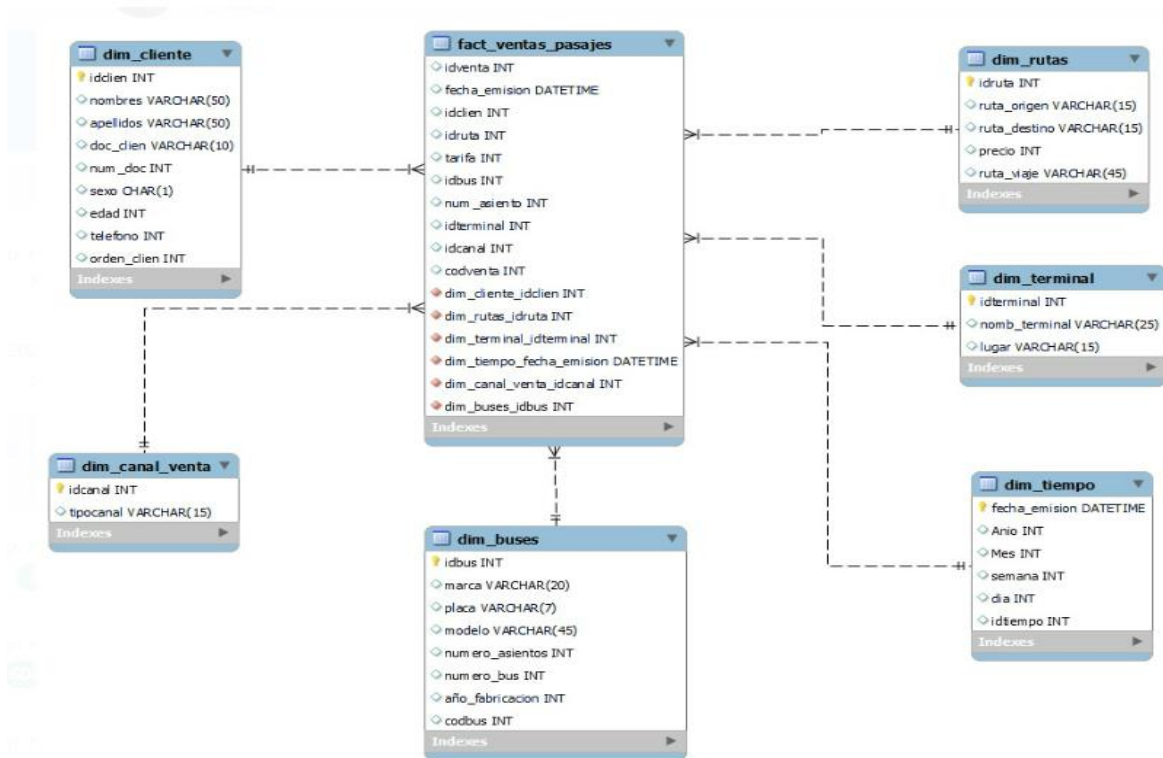 dim_cliente
idclien INT
nombres VARCHAR(50)
apellidos VARCHAR(50)
doc_clien VARCHAR(10)
num_doc INT
sexo CHAR(1)
edad INT
telefono INT
orden_clien INT
Indexes
fact_ventas_pasajes
idventa INT
fecha_emision DATETIME
idclien INT
idruta INT
tarifa INT
idbus INT
num_asiento INT
idterminal INT
idcanal INT
codventa INT
dim_cliente_idclien INT
dim_rutas_idruta INT
dim_terminal_idterminal INT
dim_tiempo_fecha_emision DATETIME
dim_canal_venta_idcanal INT
dim_buses_idbus INT
Indexes
dim_rutas
idruta INT
ruta_origen VARCHAR(15)
ruta_destino VARCHAR(15)
precio INT
ruta_viaje VARCHAR(45)
Indexes
dim_terminal
idterminal INT
nomb_terminal VARCHAR(25)
lugar VARCHAR(15)
Indexes
dim_canal_venta
idcanal INT
tipocanal VARCHAR(15)
Indexes
dim_buses
idbus INT
marca VARCHAR(20)
placa VARCHAR(7)
modelo VARCHAR(45)
numero_asientos INT
numero_bus INT
año_fabricacion INT
codbus INT
Indexes
dim_tiempo
fecha_emision DATETIME
Anio INT
Mes INT
semana INT
dia INT
idtiempo INT
Indexes